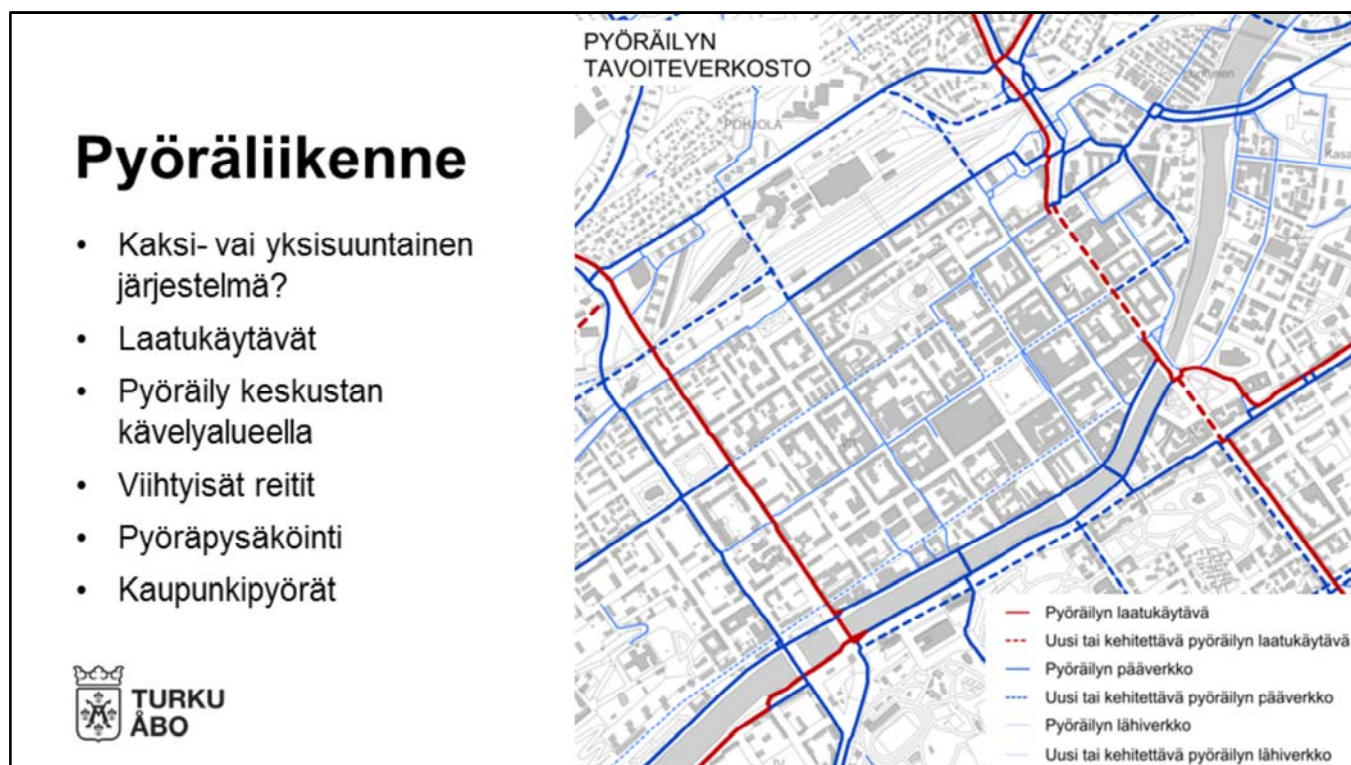 Pyöräliikenne
• Kaksi- vai yksisuuntainen
järjestelmä?
• Laatukäytävät
• Pyöräily keskustan
kävelyalueella
• Viihtyisät reitit
• Pyöräpysäköinti
• Kaupunkipyörät
TURKU
ÅBO
PYÖRÄILYN
TAVOITEVERKOSTO
POHJOLA
Pyöräilyn laatukäytävä
Uusi tai kehitettävä pyöräilyn laatukäytävä
Pyöräilyn pääverkko
Uusi tai kehitettävä pyöräilyn pääverkko
Pyöräilyn lähiverkko
Uusi tai kehitettävä pyöräilyn lähiverkko